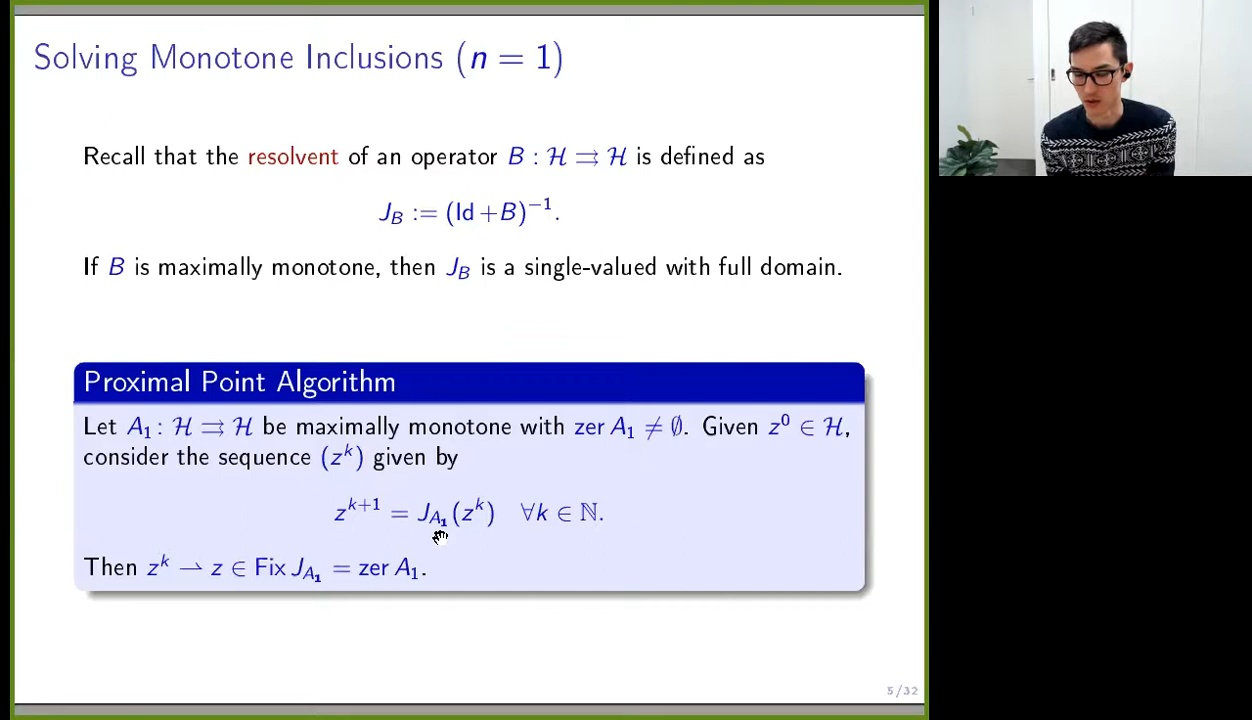 Solving Monotone Inclusions (n = 1)
Recall that the resolvent of an operator B : ℋ ⇉ ℋ is defined as
J_B := (Id +B)^{-1}.
If B is maximally monotone, then J_B is a single-valued with full domain.
Proximal Point Algorithm
Let A_1 : ℋ ⇉ ℋ be maximally monotone with zer A_1 ≠ ∅. Given z^0 ∈ ℋ,
consider the sequence (z^k) given by
z^{k+1} = J_{A_1}(z^k) ∀k ∈ ℕ.
Then z^k ⇀ z ∈ Fix J_{A_1} = zer A_1.
5/32